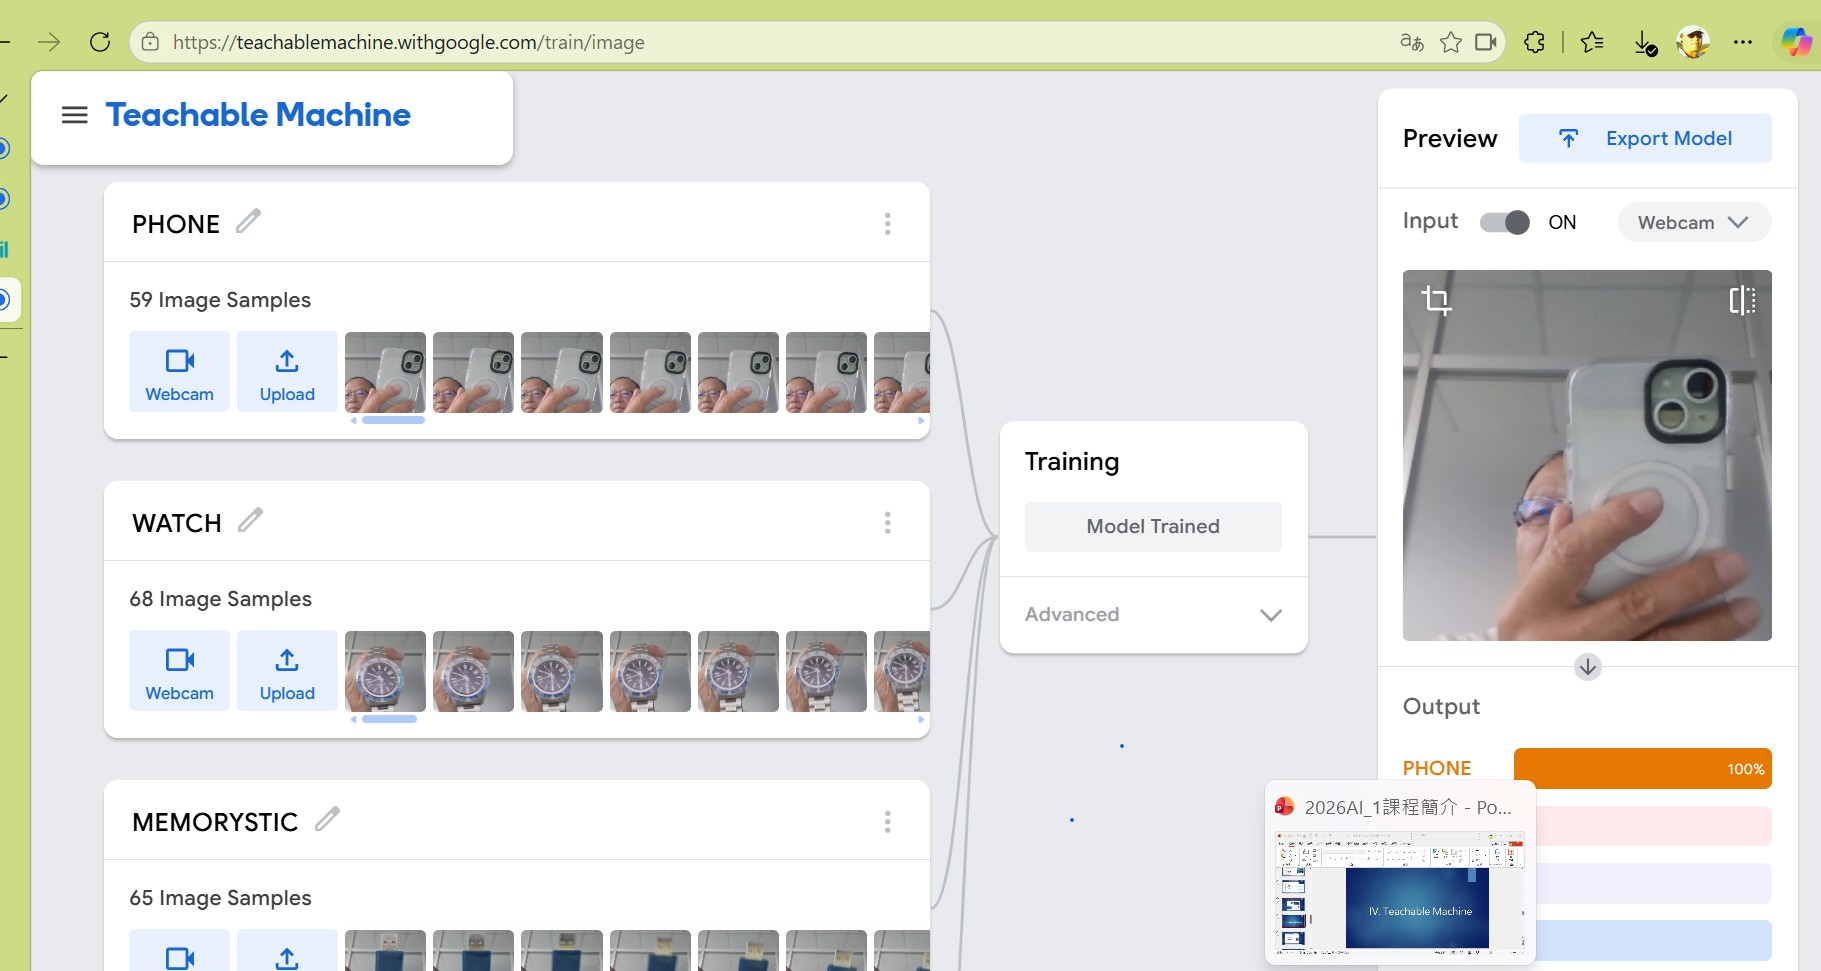 https://teachablemachine.withgoogle.com/train/image
Teachable Machine
PHONE
59 Image Samples
Webcam
Upload
WATCH
68 Image Samples
Webcam
Upload
MEMORYSTIC
65 Image Samples
Training
Model Trained
Advanced
Preview
Export Model
Input
ON
Webcam
Output
PHONE
100%
2026AI_1課程簡介 - Po...
IV. Teachable Machine